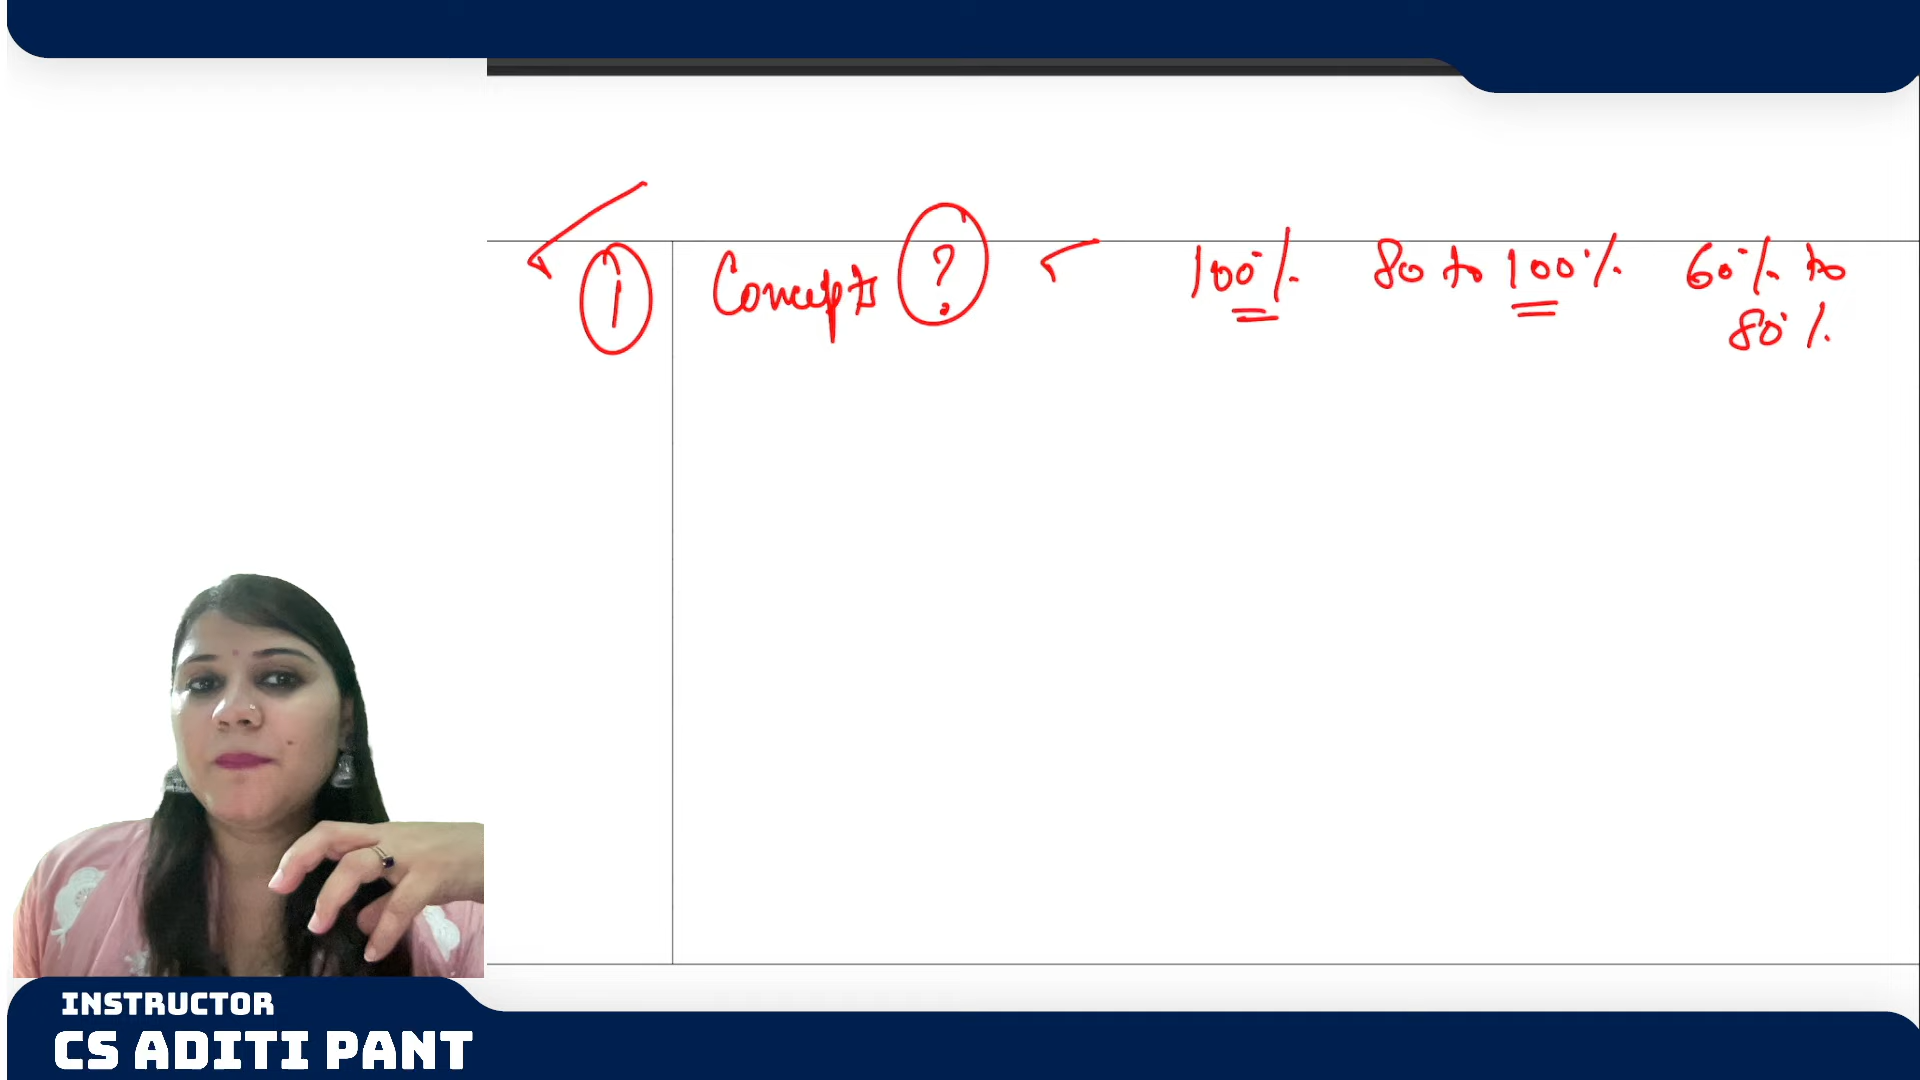 1 Concepts ? 100% 80 to 100% 60% to
80%
INSTRUCTOR
CS ADITI PANT